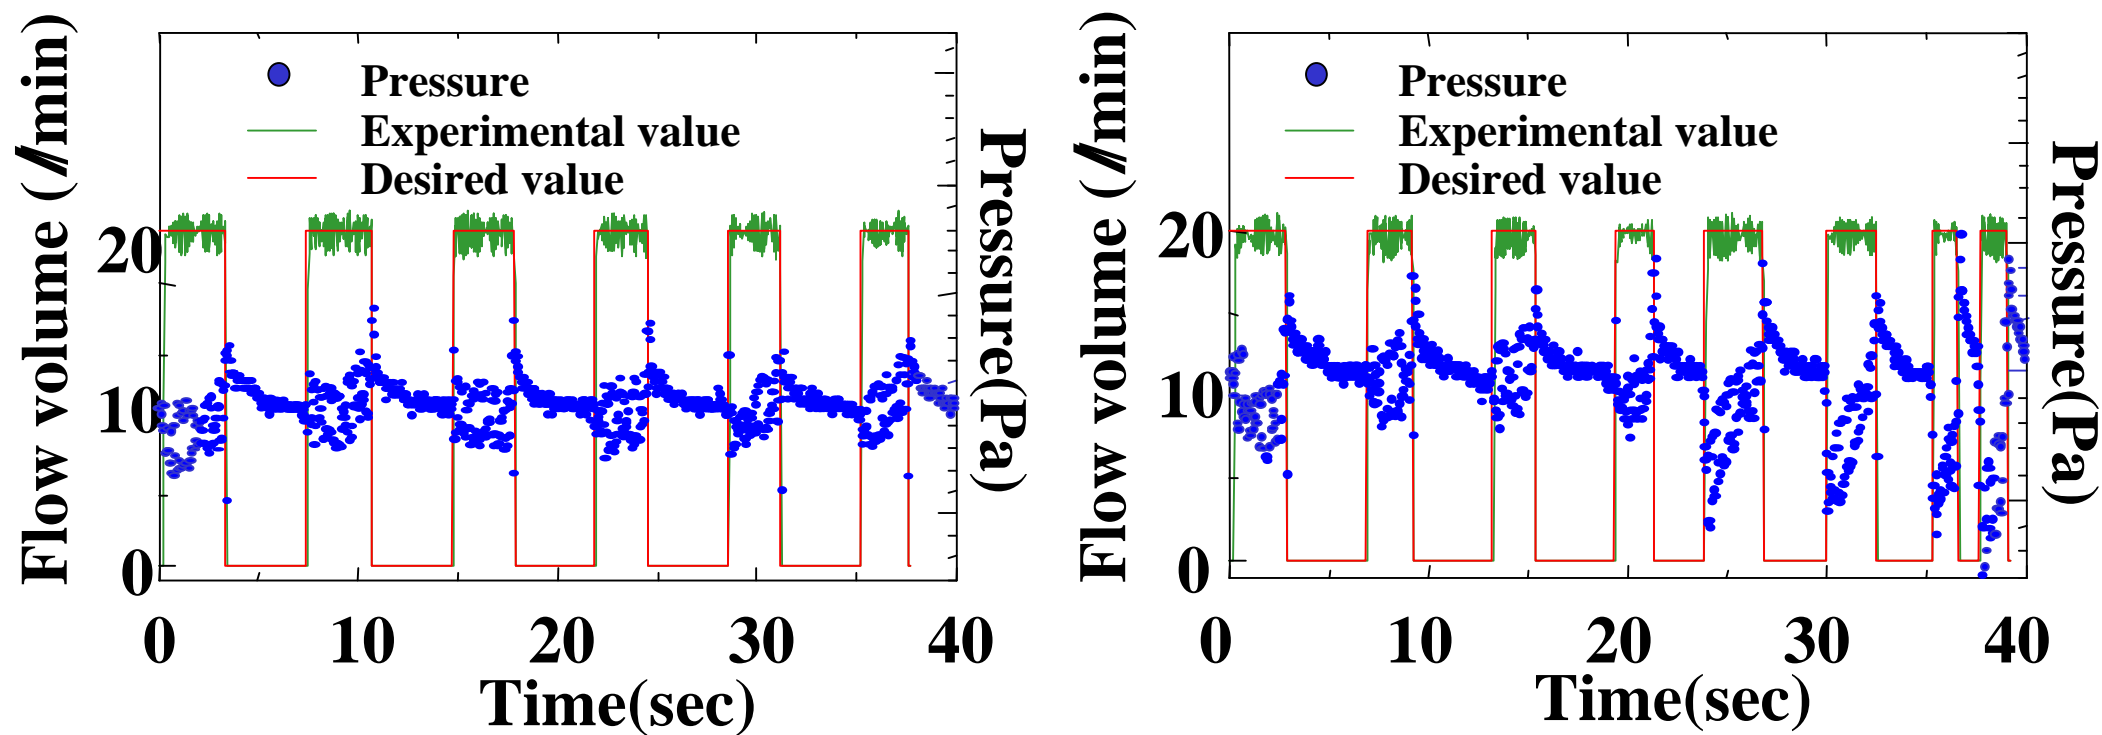 Pressure
Experimental value
Desired value
Flow volume (l/min)
20
10
0
0 10 20 30 40
Time(sec)
Pressure(Pa)
Pressure
Experimental value
Desired value
Flow volume (l/min)
20
10
0
0 10 20 30 40
Time(sec)
Pressure(Pa)